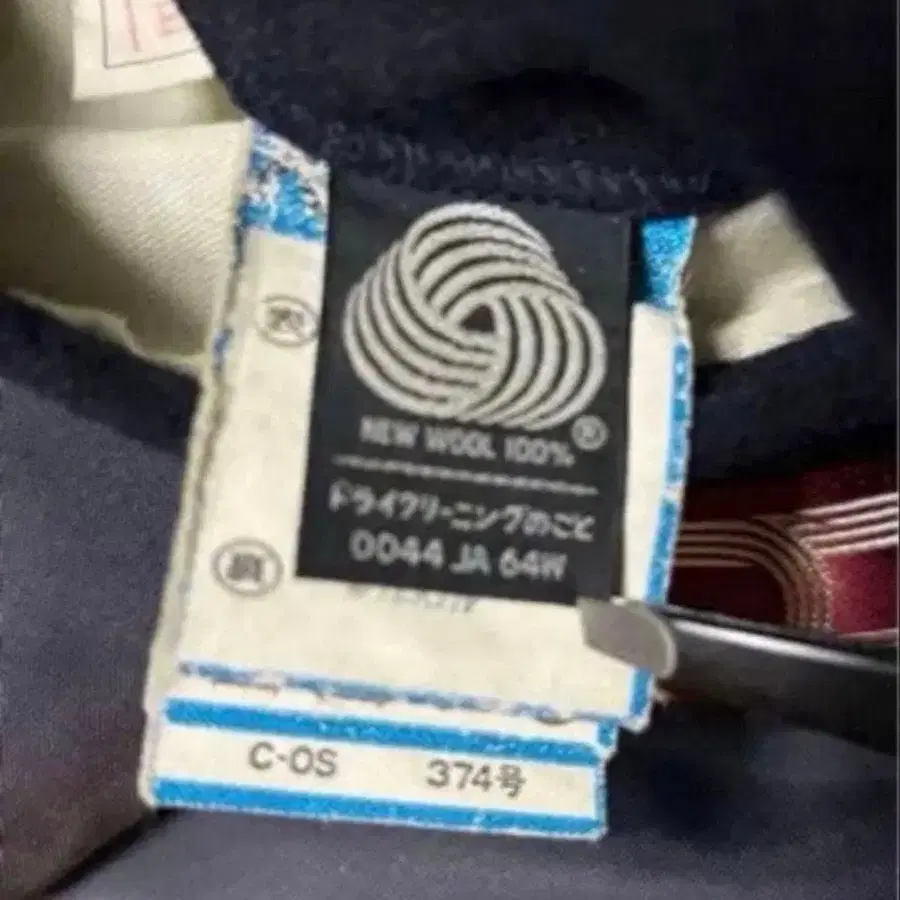 NEW WOOL 100%
®
ドライクリーニングのこと
0044 JA 64W
C-OS 374号